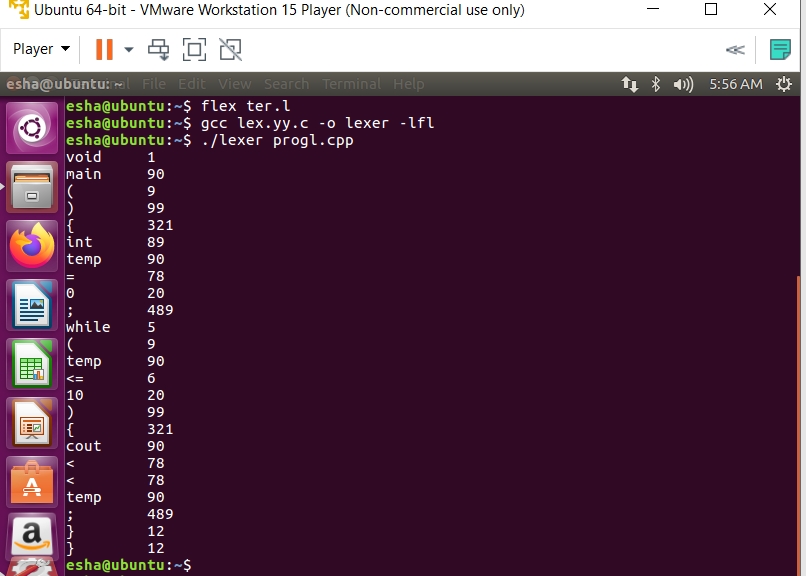 Ubuntu 64-bit - VMware Workstation 15 Player (Non-commercial use only)
Player
esha@ubuntu: ~ Terminal File Edit View Search Terminal Help 5:56 AM
esha@ubuntu:~$ flex ter.l
esha@ubuntu:~$ gcc lex.yy.c -o lexer -lfl
esha@ubuntu:~$ ./lexer progl.cpp
void 1
main 90
( 9
) 99
{ 321
int 89
temp 90
= 78
0 20
; 489
while 5
( 9
temp 90
<= 6
10 20
) 99
{ 321
cout 90
< 78
< 78
temp 90
; 489
} 12
} 12
esha@ubuntu:~$